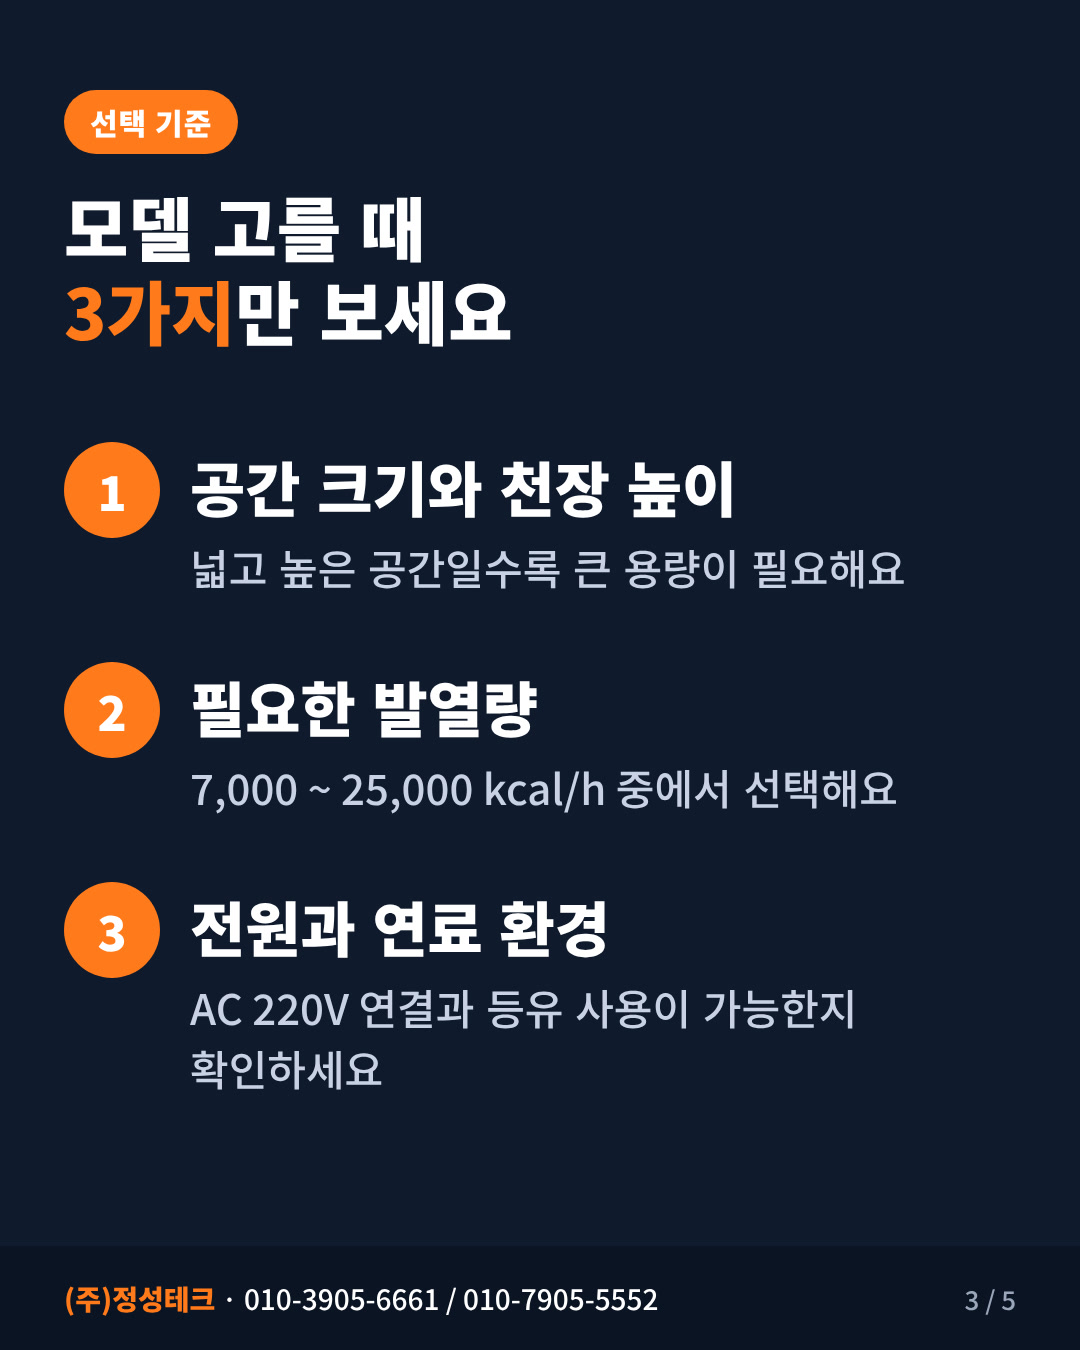 선택 기준
모델 고를 때
3가지만 보세요
1
공간 크기와 천장 높이
넓고 높은 공간일수록 큰 용량이 필요해요
2
필요한 발열량
7,000 ~ 25,000 kcal/h 중에서 선택해요
3
전원과 연료 환경
AC 220V 연결과 등유 사용이 가능한지
확인하세요
(주)정성테크 · 010-3905-6661 / 010-7905-5552
3 / 5